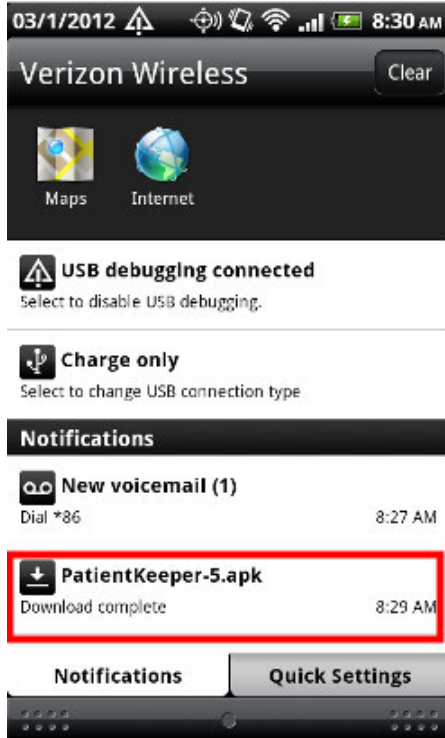 03/1/2012 8:30 AM
Verizon Wireless Clear
Maps Internet
USB debugging connected
Select to disable USB debugging.
Charge only
Select to change USB connection type
Notifications
New voicemail (1)
Dial *86 8:27 AM
PatientKeeper-5.apk
Download complete 8:29 AM
Notifications Quick Settings